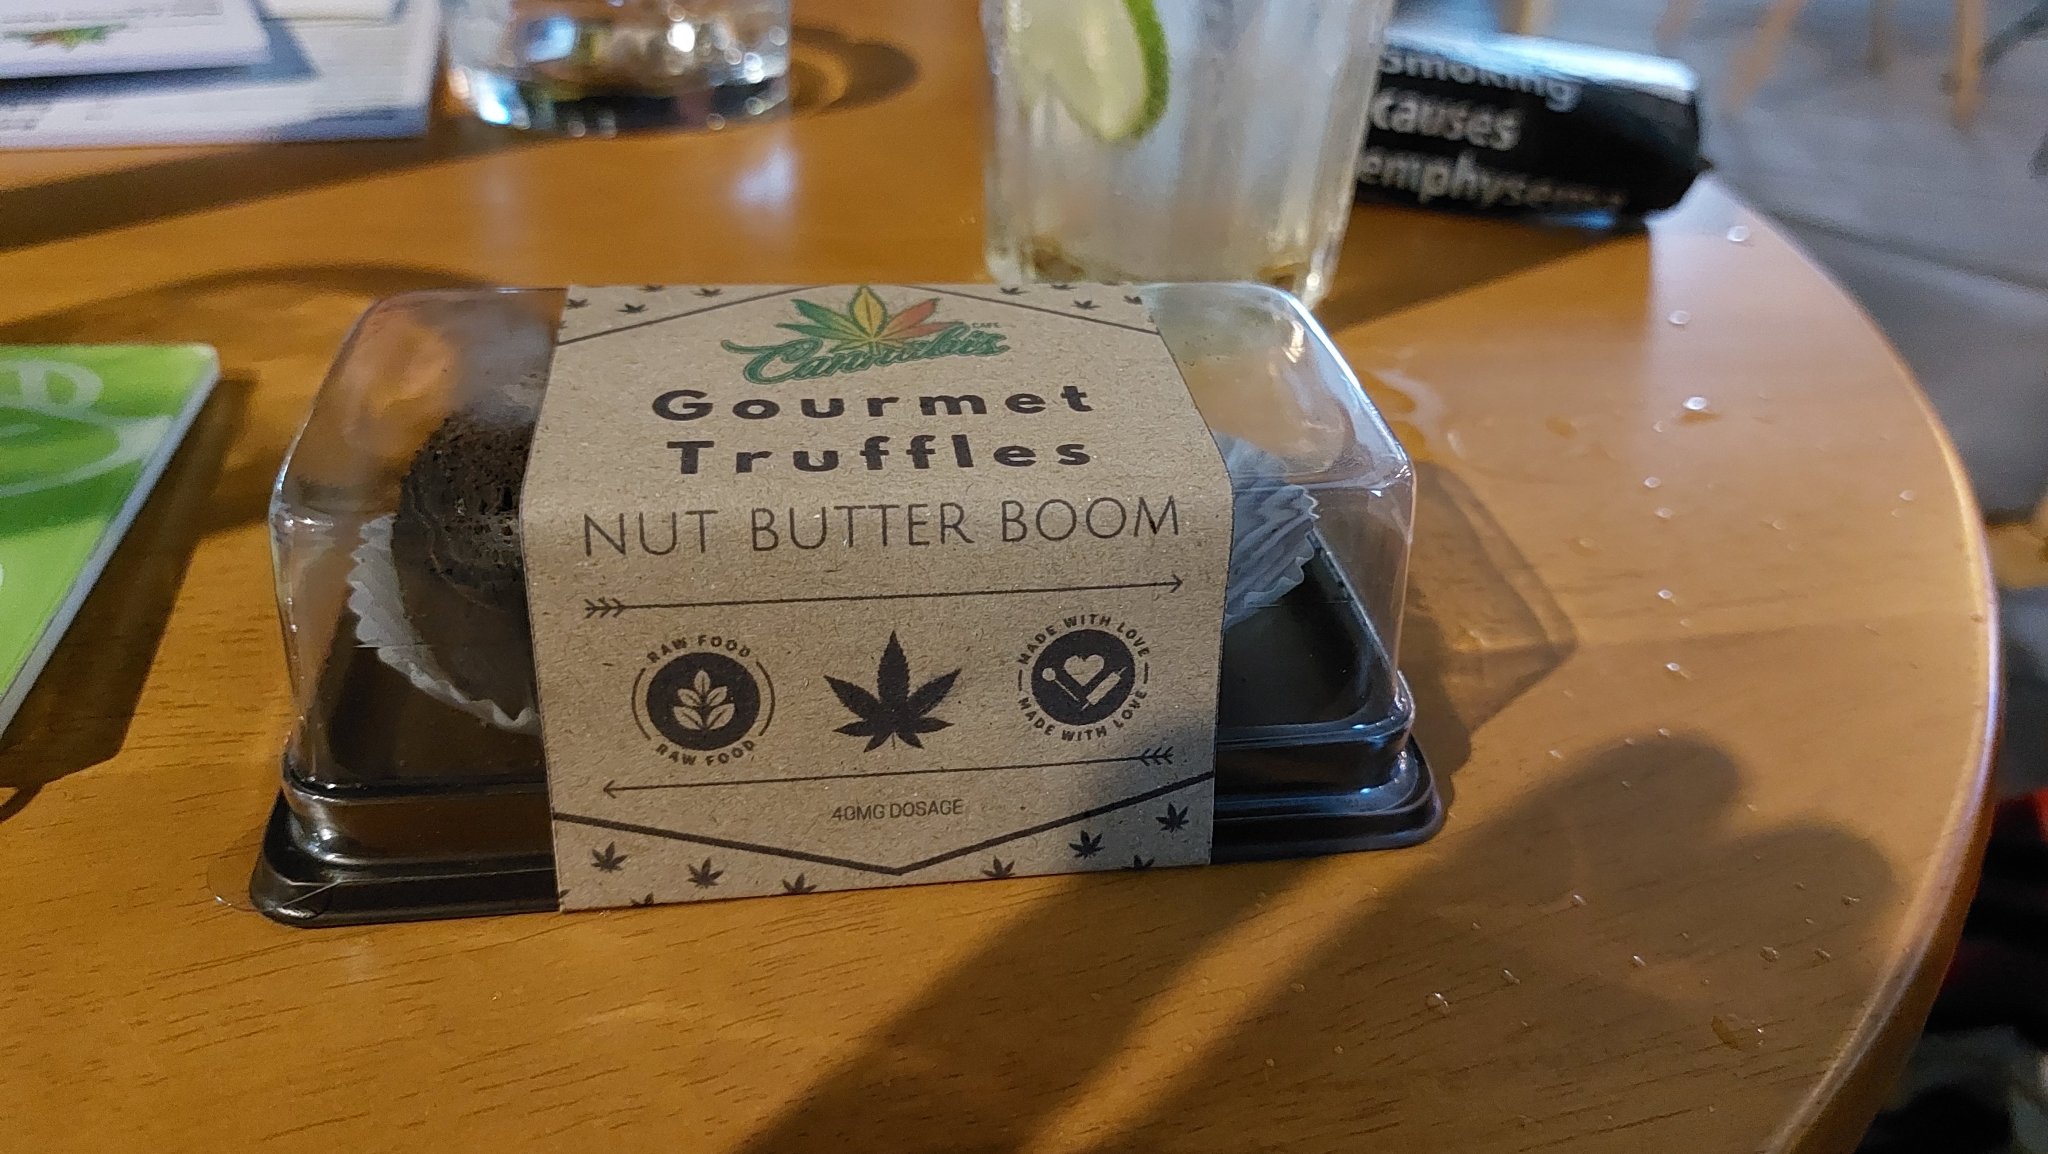 smoking
causes
emphysema
CAFE
Cannabis
Gourmet
Truffles
NUT BUTTER BOOM
RAW FOOD
RAW FOOD
MADE WITH LOVE
MADE WITH LOVE
40MG DOSAGE